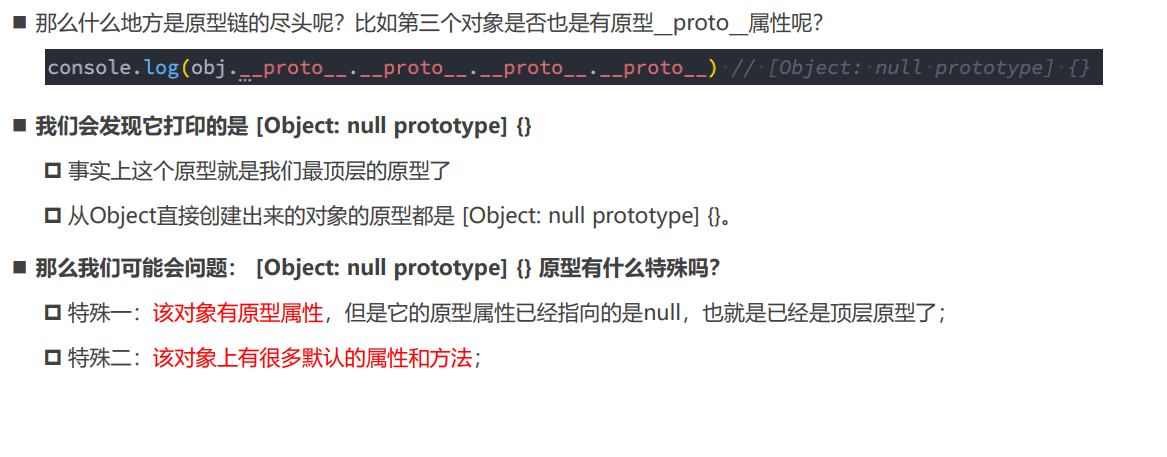 那么什么地方是原型链的尽头呢？比如第三个对象是否也是有原型__proto__属性呢？
console.log(obj.__proto__.__proto__.__proto__.__proto__) // [Object: null prototype] {}
我们会发现它打印的是 [Object: null prototype] {}
事实上这个原型就是我们最顶层的原型了
从Object直接创建出来的对象的原型都是 [Object: null prototype] {}。
那么我们可能会问题： [Object: null prototype] {} 原型有什么特殊吗？
特殊一：该对象有原型属性，但是它的原型属性已经指向的是null，也就是已经是顶层原型了；
特殊二：该对象上有很多默认的属性和方法；